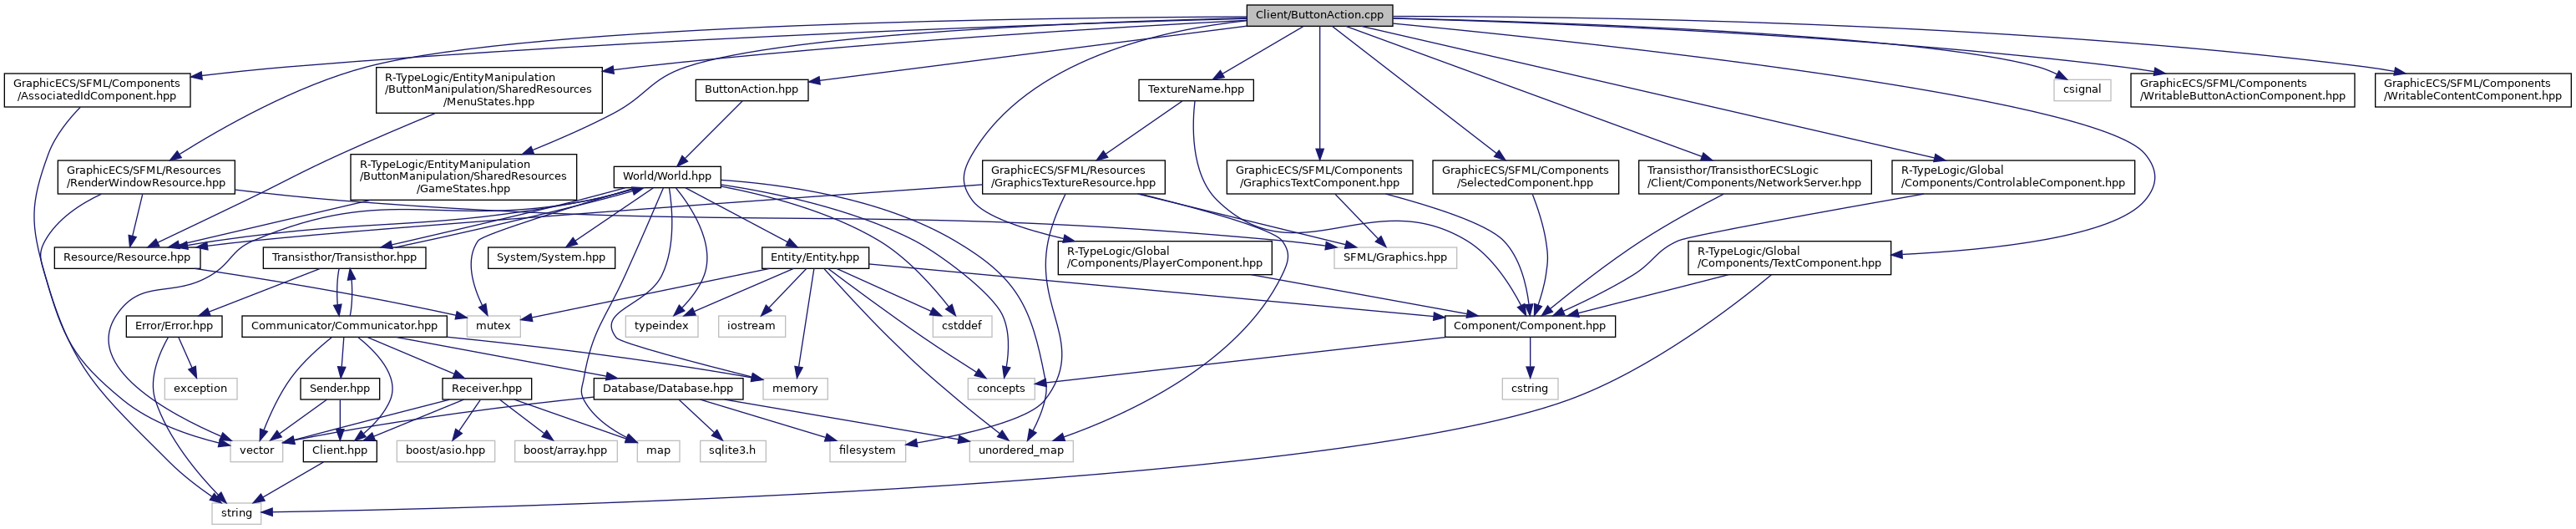 Client/ButtonAction.cpp
GraphicECS/SFML/Components
/AssociatedIdComponent.hpp
R-TypeLogic/EntityManipulation
/ButtonManipulation/SharedResources
/MenuStates.hpp
ButtonAction.hpp
TextureName.hpp
csignal
GraphicECS/SFML/Components
/WritableButtonActionComponent.hpp
GraphicECS/SFML/Components
/WritableContentComponent.hpp
GraphicECS/SFML/Resources
/RenderWindowResource.hpp
R-TypeLogic/EntityManipulation
/ButtonManipulation/SharedResources
/GameStates.hpp
World/World.hpp
GraphicECS/SFML/Resources
/GraphicsTextureResource.hpp
GraphicECS/SFML/Components
/GraphicsTextComponent.hpp
GraphicECS/SFML/Components
/SelectedComponent.hpp
Transisthor/TransisthorECSLogic
/Client/Components/NetworkServer.hpp
R-TypeLogic/Global
/Components/ControlableComponent.hpp
Resource/Resource.hpp
Transisthor/Transisthor.hpp
System/System.hpp
Entity/Entity.hpp
R-TypeLogic/Global
/Components/PlayerComponent.hpp
SFML/Graphics.hpp
R-TypeLogic/Global
/Components/TextComponent.hpp
Error/Error.hpp
Communicator/Communicator.hpp
mutex
typeindex
iostream
cstddef
Component/Component.hpp
exception
Sender.hpp
Receiver.hpp
Database/Database.hpp
memory
concepts
cstring
vector
Client.hpp
boost/asio.hpp
boost/array.hpp
map
sqlite3.h
filesystem
unordered_map
string